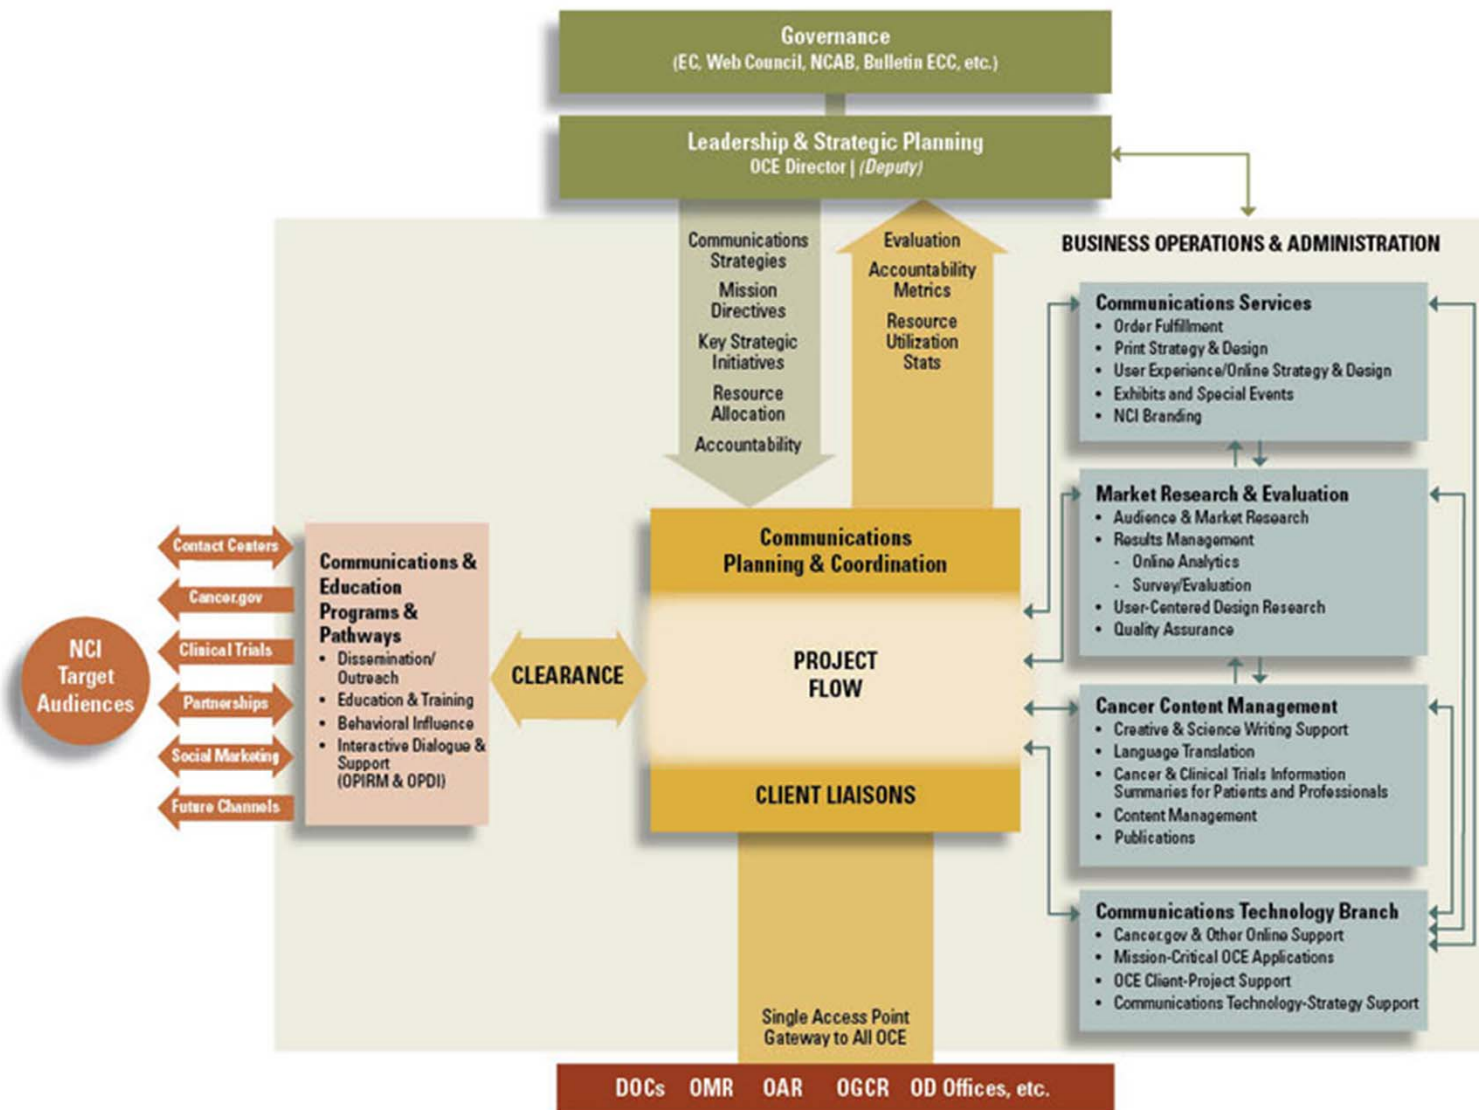 Governance
(EC, Web Council, NCAB, Bulletin ECC, etc.)
Leadership & Strategic Planning
OCE Director | (Deputy)
Communications
Strategies
Mission
Directives
Key Strategic
Initiatives
Resource
Allocation
Accountability
Evaluation
Accountability
Metrics
Resource
Utilization
Stats
BUSINESS OPERATIONS & ADMINISTRATION
Communications Services
• Order Fulfillment
• Print Strategy & Design
• User Experience/Online Strategy & Design
• Exhibits and Special Events
• NCI Branding
Market Research & Evaluation
• Audience & Market Research
• Results Management
- Online Analytics
- Survey/Evaluation
• User-Centered Design Research
• Quality Assurance
Cancer Content Management
• Creative & Science Writing Support
• Language Translation
• Cancer & Clinical Trials Information
Summaries for Patients and Professionals
• Content Management
• Publications
Communications Technology Branch
• Cancer.gov & Other Online Support
• Mission-Critical OCE Applications
• OCE Client-Project Support
• Communications Technology-Strategy Support
NCI
Target
Audiences
Contact Centers
Cancer.gov
Clinical Trials
Partnerships
Social Marketing
Future Channels
Communications &
Education
Programs &
Pathways
• Dissemination/
Outreach
• Education & Training
• Behavioral Influence
• Interactive Dialogue &
Support
(OPIRM & OPDI)
CLEARANCE
Communications
Planning & Coordination
PROJECT
FLOW
CLIENT LIAISONS
Single Access Point
Gateway to All OCE
DOCs OMR OAR OGCR OD Offices, etc.